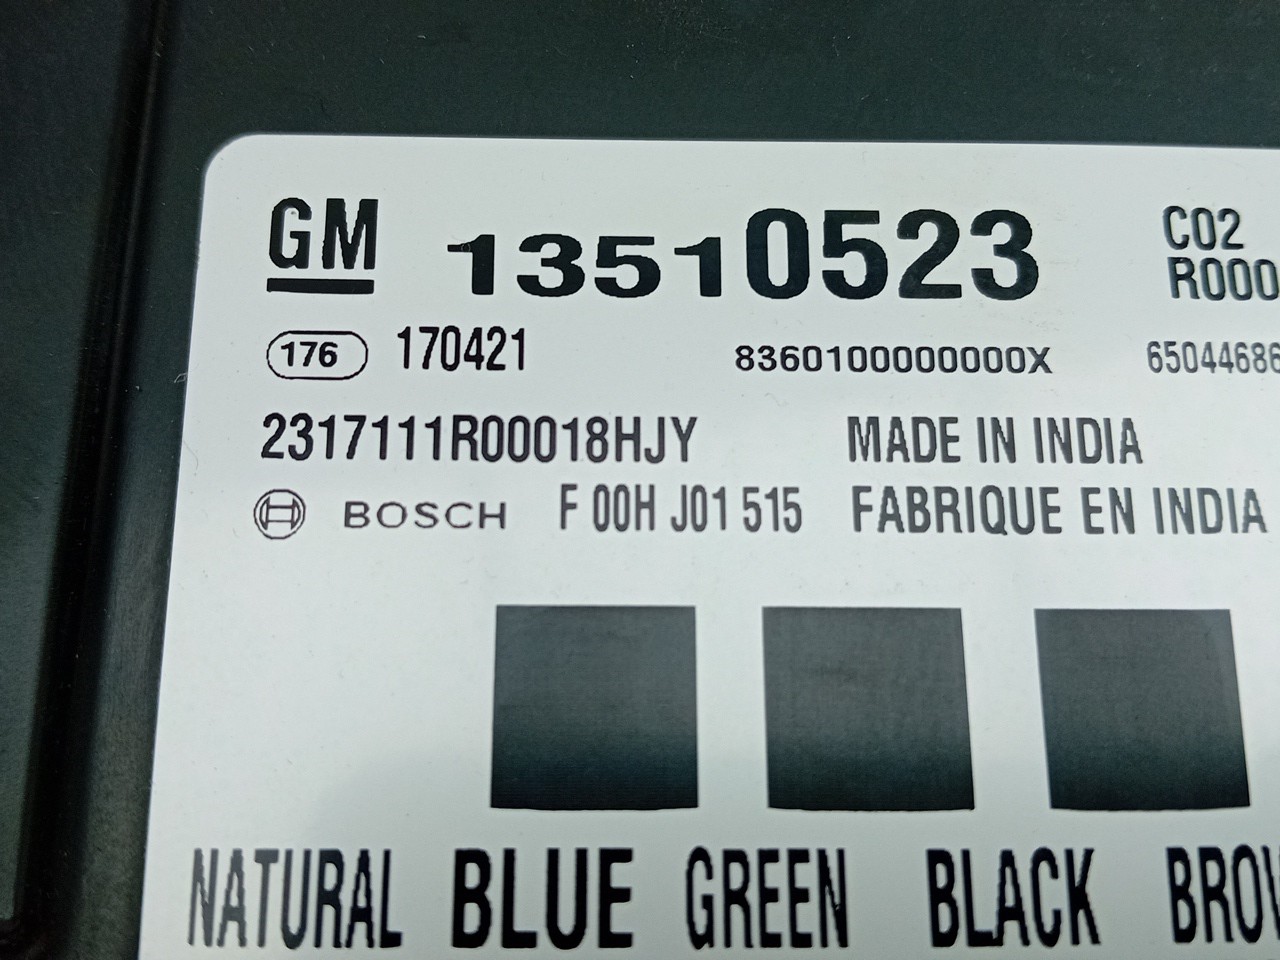 GM 13510523 C02
R000
176 170421 8360100000000X 65044686
2317111R00018HJY MADE IN INDIA
BOSCH F 00H J01 515 FABRIQUE EN INDIA
NATURAL BLUE GREEN BLACK